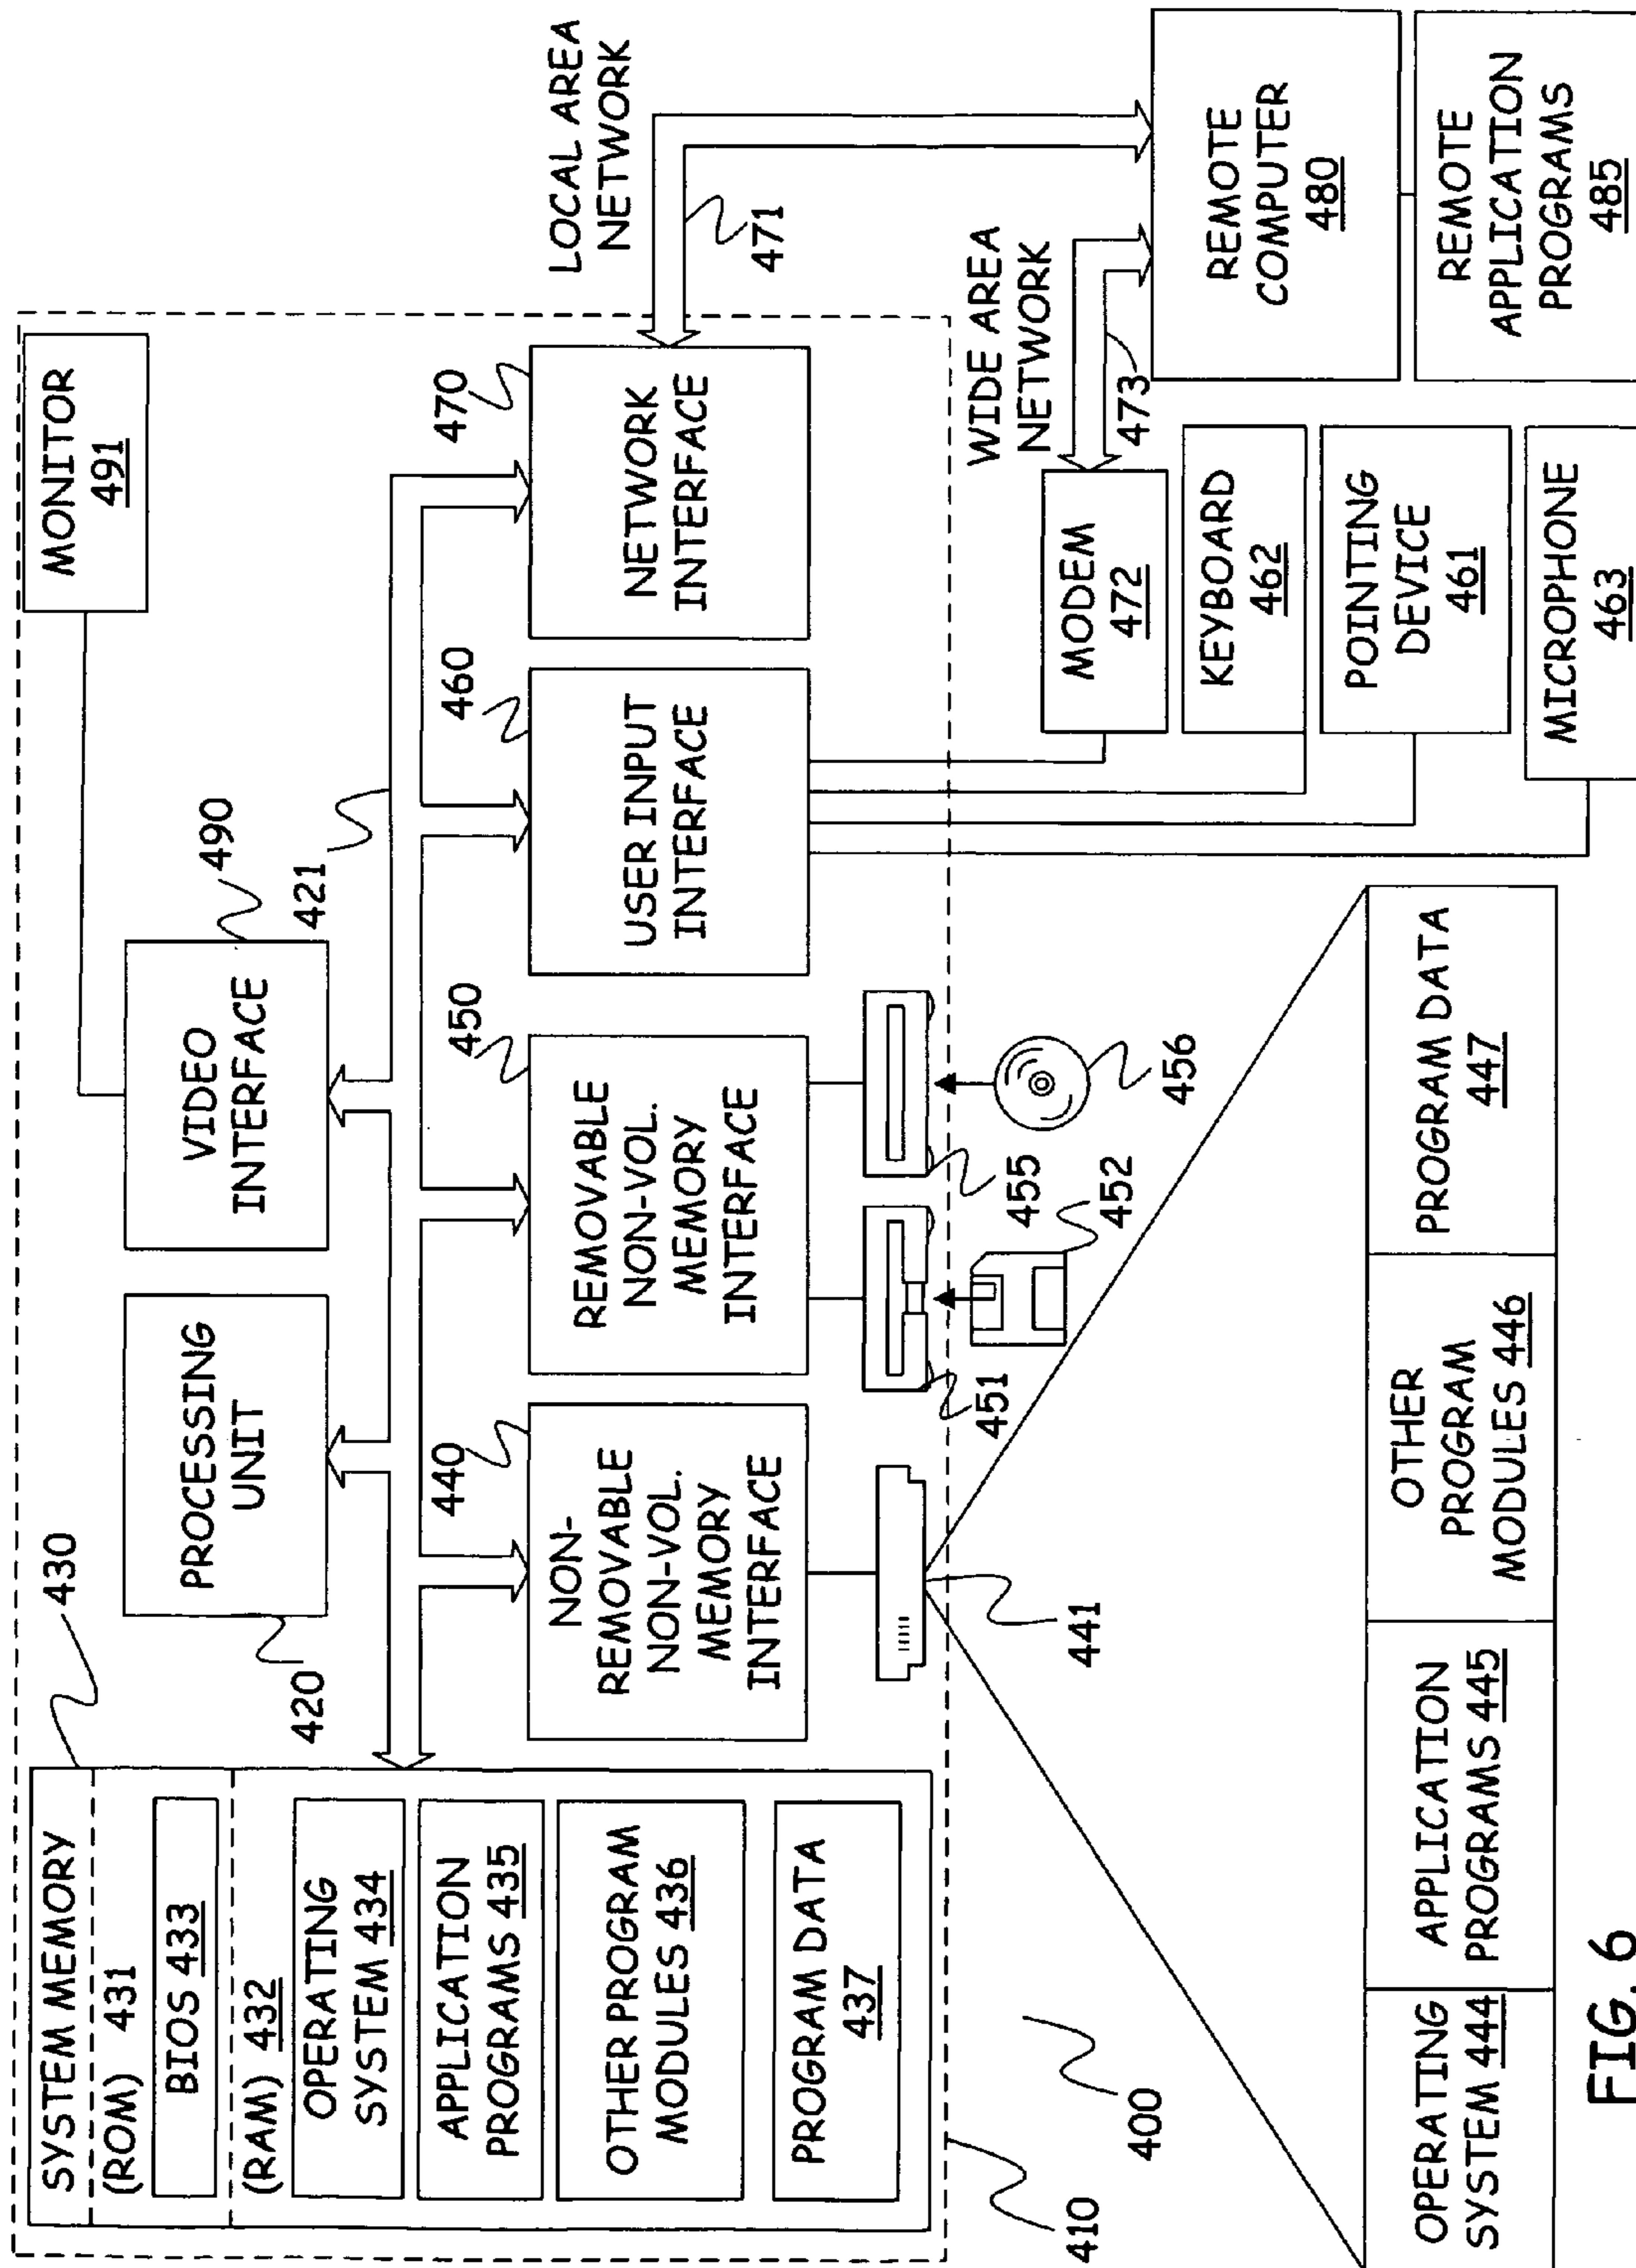 SYSTEM MEMORY
(ROM) 431
BIOS 433
(RAM) 432
OPERATING
SYSTEM 434
APPLICATION
PROGRAMS 435
OTHER PROGRAM
MODULES 436
PROGRAM DATA
437
430
PROCESSING
UNIT
420
VIDEO
INTERFACE
490
421
MONITOR
491
440
NON-
REMOVABLE
NON-VOL.
MEMORY
INTERFACE
450
REMOVABLE
NON-VOL.
MEMORY
INTERFACE
460
USER INPUT
INTERFACE
470
NETWORK
INTERFACE
LOCAL AREA
NETWORK
471
441
451
452
455
456
WIDE AREA
NETWORK
473
MODEM
472
KEYBOARD
462
POINTING
DEVICE
461
MICROPHONE
463
REMOTE
COMPUTER
480
REMOTE
APPLICATION
PROGRAMS
485
410
400
OPERATING
SYSTEM 444
APPLICATION
PROGRAMS 445
OTHER
PROGRAM
MODULES 446
PROGRAM DATA
447
FIG. 6